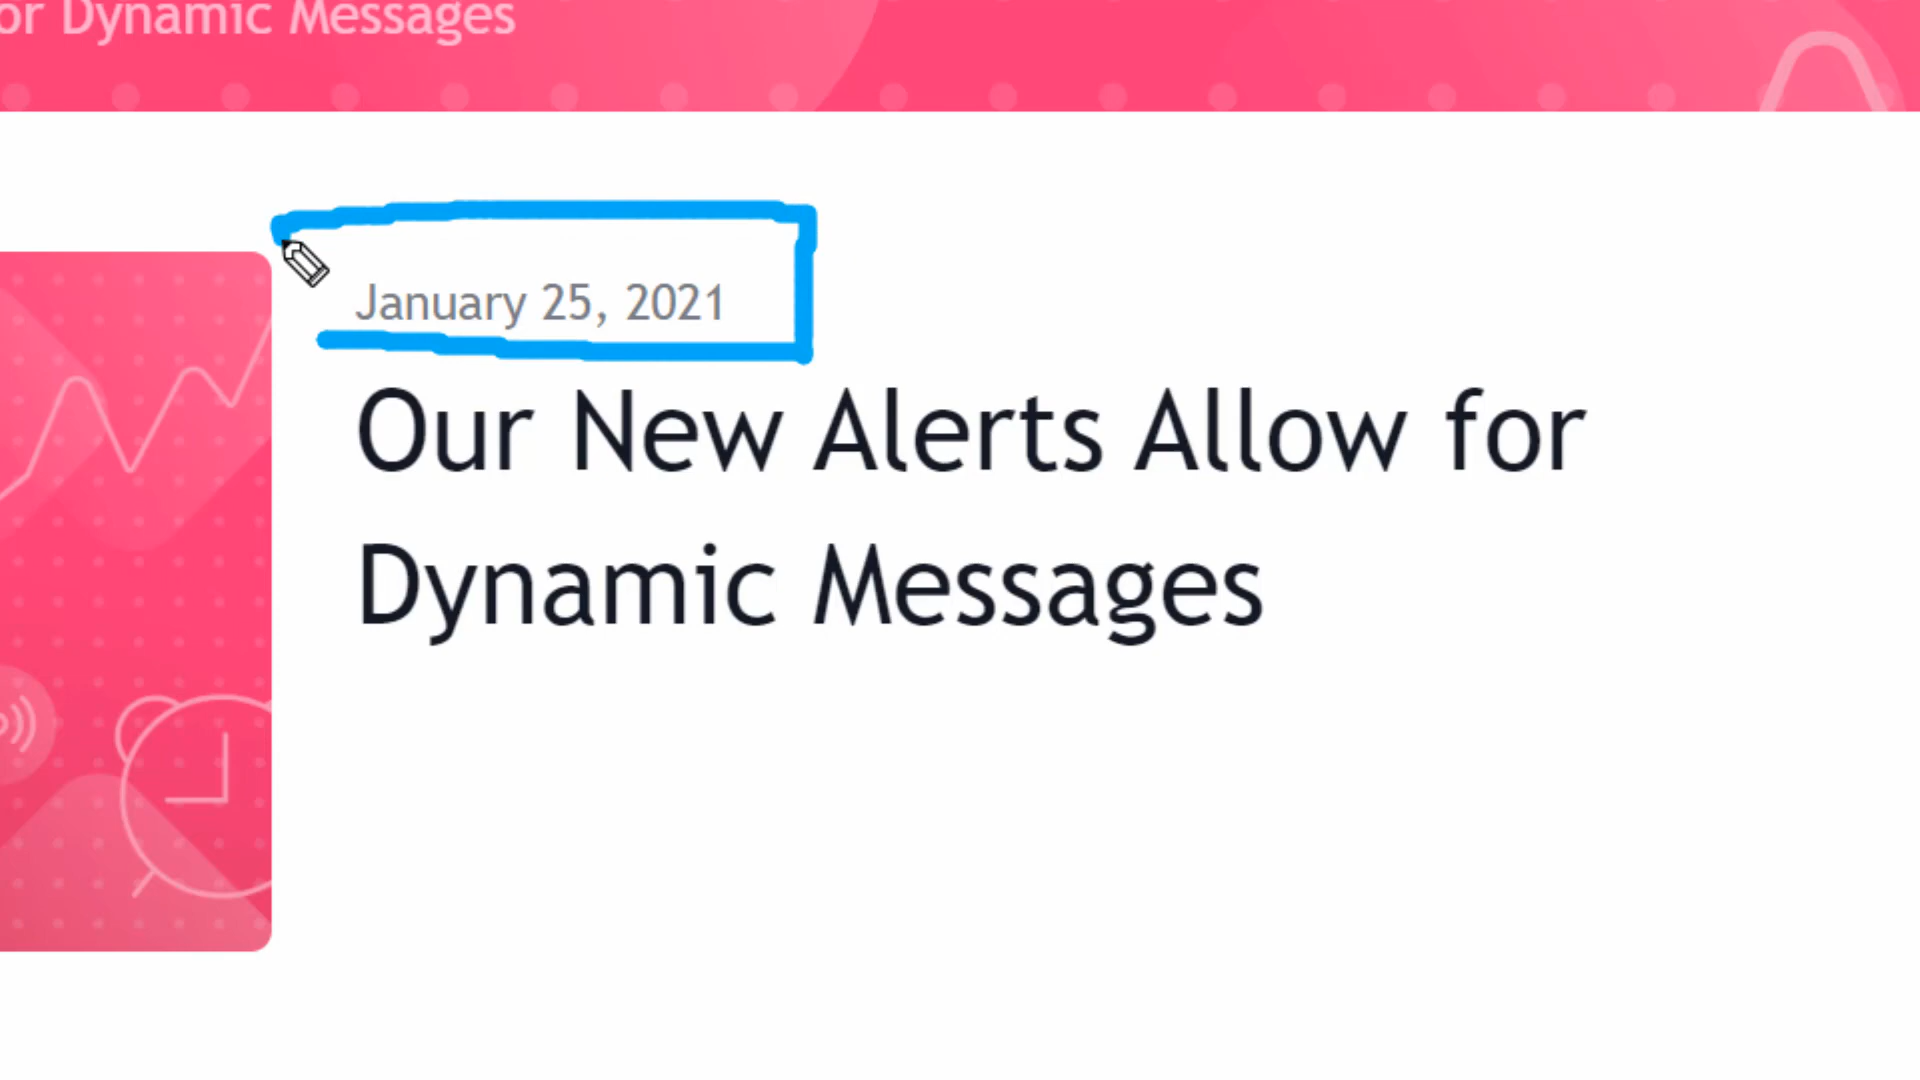 or Dynamic Messages
January 25, 2021
Our New Alerts Allow for
Dynamic Messages